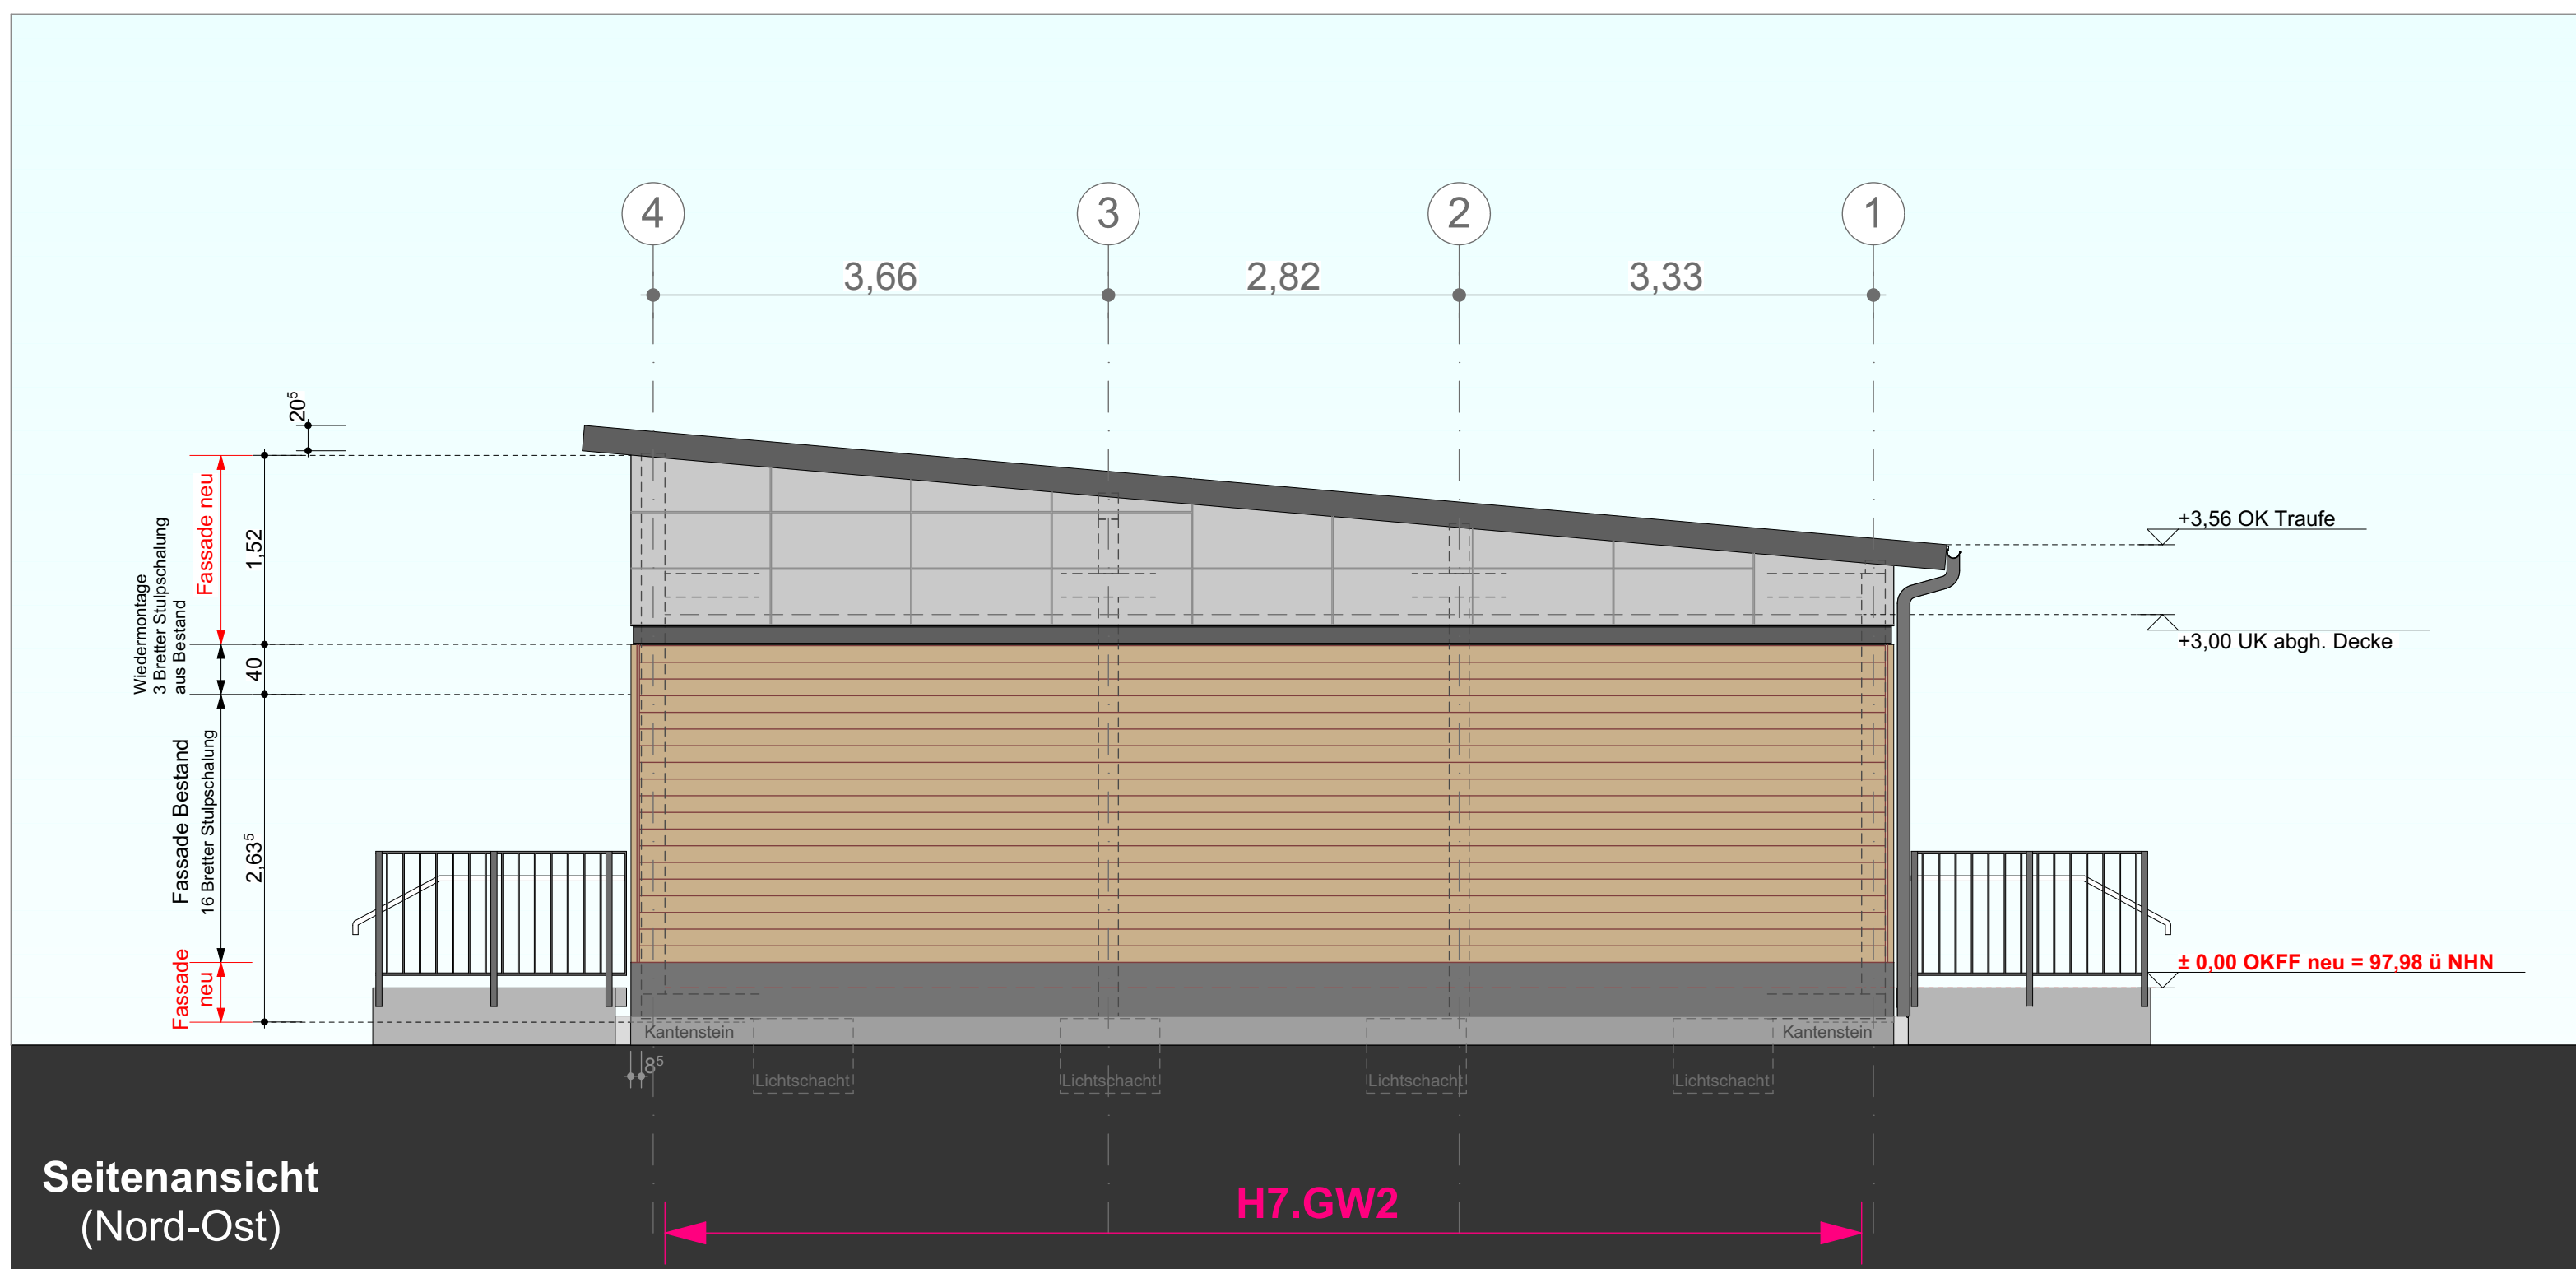 4
3
2
1
3,66
2,82
3,33
20⁵
Fassade neu
1,52
Wiedermontage
3 Bretter Stulpschalung
aus Bestand
40
Fassade Bestand
16 Bretter Stulpschalung
2,63⁵
Fassade
neu
+3,56 OK Traufe
+3,00 UK abgh. Decke
± 0,00 OKFF neu = 97,98 ü NHN
Kantenstein
Kantenstein
8⁵
Lichtschacht
Lichtschacht
Lichtschacht
Lichtschacht
Seitenansicht
(Nord-Ost)
H7.GW2